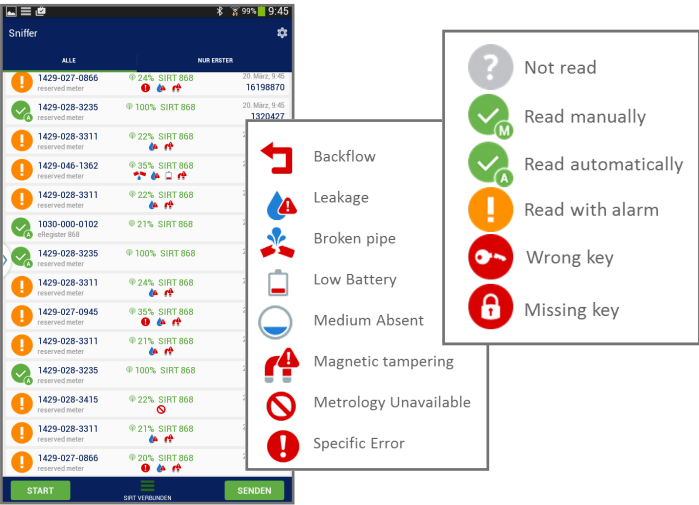 99% 9:45
Sniffer
ALLE NUR ERSTER
1429-027-0866 24% SIRT 868 20. März, 9:45
reserved meter 16198870
1429-028-3235 100% SIRT 868 20. März, 9:45
reserved meter 1320427
1429-028-3311 22% SIRT 868
reserved meter
1429-046-1362 35% SIRT 868
reserved meter
1429-028-3311 22% SIRT 868
reserved meter
1030-000-0102 21% SIRT 868
eRegister 868
1429-028-3235 100% SIRT 868
reserved meter
1429-028-3311 24% SIRT 868
reserved meter
1429-027-0945 35% SIRT 868
reserved meter
1429-028-3311 21% SIRT 868
reserved meter
1429-028-3235 100% SIRT 868
reserved meter
1429-028-3415 22% SIRT 868
reserved meter
1429-028-3311 21% SIRT 868
reserved meter
1429-027-0866 20% SIRT 868
reserved meter
START SIRT VERBUNDEN SENDEN
Backflow
Leakage
Broken pipe
Low Battery
Medium Absent
Magnetic tampering
Metrology Unavailable
Specific Error
? Not read
M Read manually
A Read automatically
! Read with alarm
Wrong key
Missing key